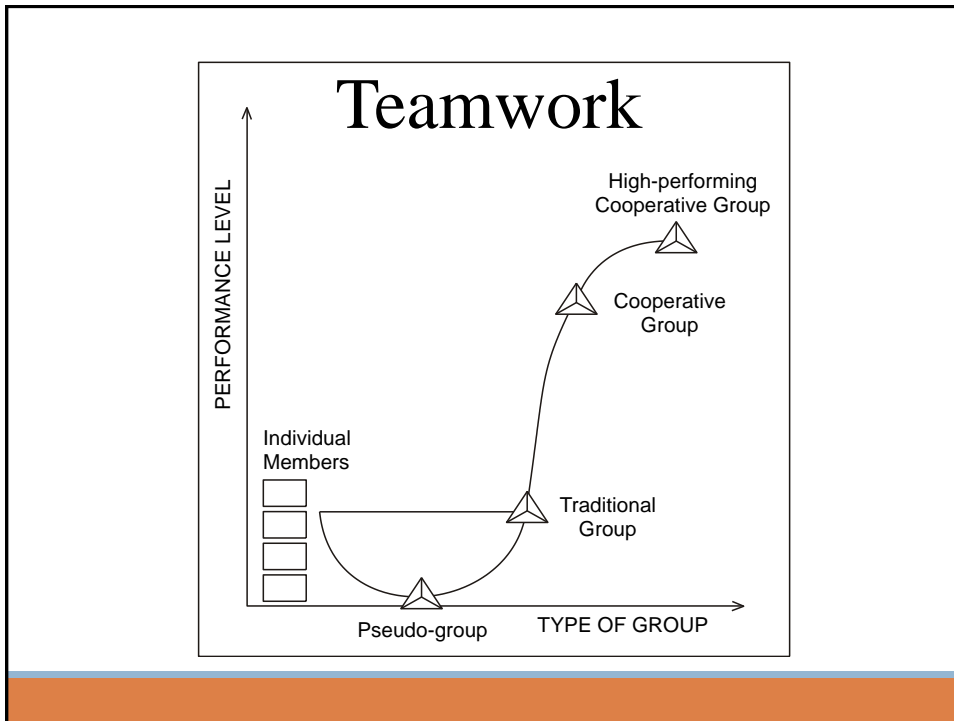 Teamwork
PERFORMANCE LEVEL
High-performing
Cooperative Group
Cooperative
Group
Individual
Members
Traditional
Group
Pseudo-group
TYPE OF GROUP